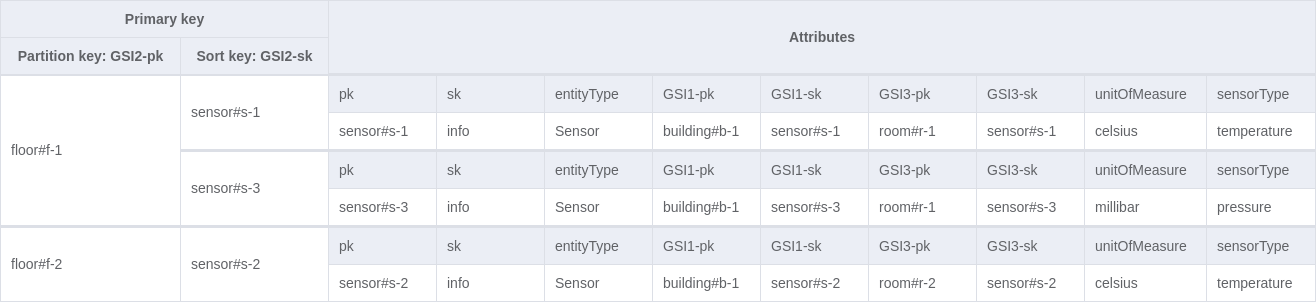 Primary key
Attributes
Partition key: GSI2-pk Sort key: GSI2-sk
floor#f-1 sensor#s-1 pk sk entityType GSI1-pk GSI1-sk GSI3-pk GSI3-sk unitOfMeasure sensorType
sensor#s-1 info Sensor building#b-1 sensor#s-1 room#r-1 sensor#s-1 celsius temperature
sensor#s-3 pk sk entityType GSI1-pk GSI1-sk GSI3-pk GSI3-sk unitOfMeasure sensorType
sensor#s-3 info Sensor building#b-1 sensor#s-3 room#r-1 sensor#s-3 millibar pressure
floor#f-2 sensor#s-2 pk sk entityType GSI1-pk GSI1-sk GSI3-pk GSI3-sk unitOfMeasure sensorType
sensor#s-2 info Sensor building#b-1 sensor#s-2 room#r-2 sensor#s-2 celsius temperature